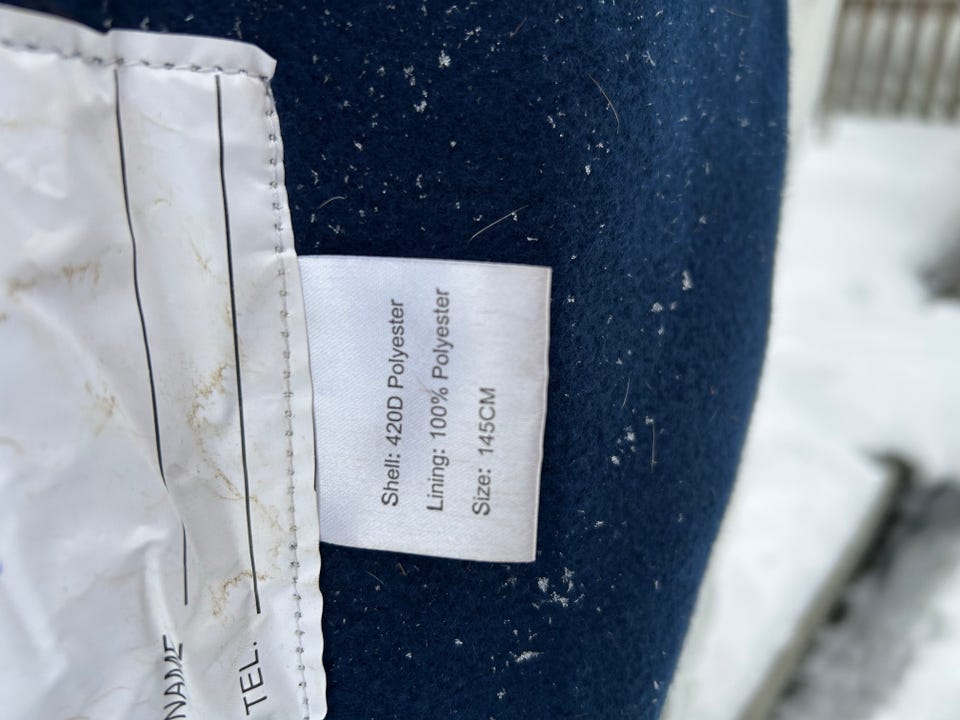 NAME
TEL.
Shell: 420D Polyester
Lining: 100% Polyester
Size: 145CM